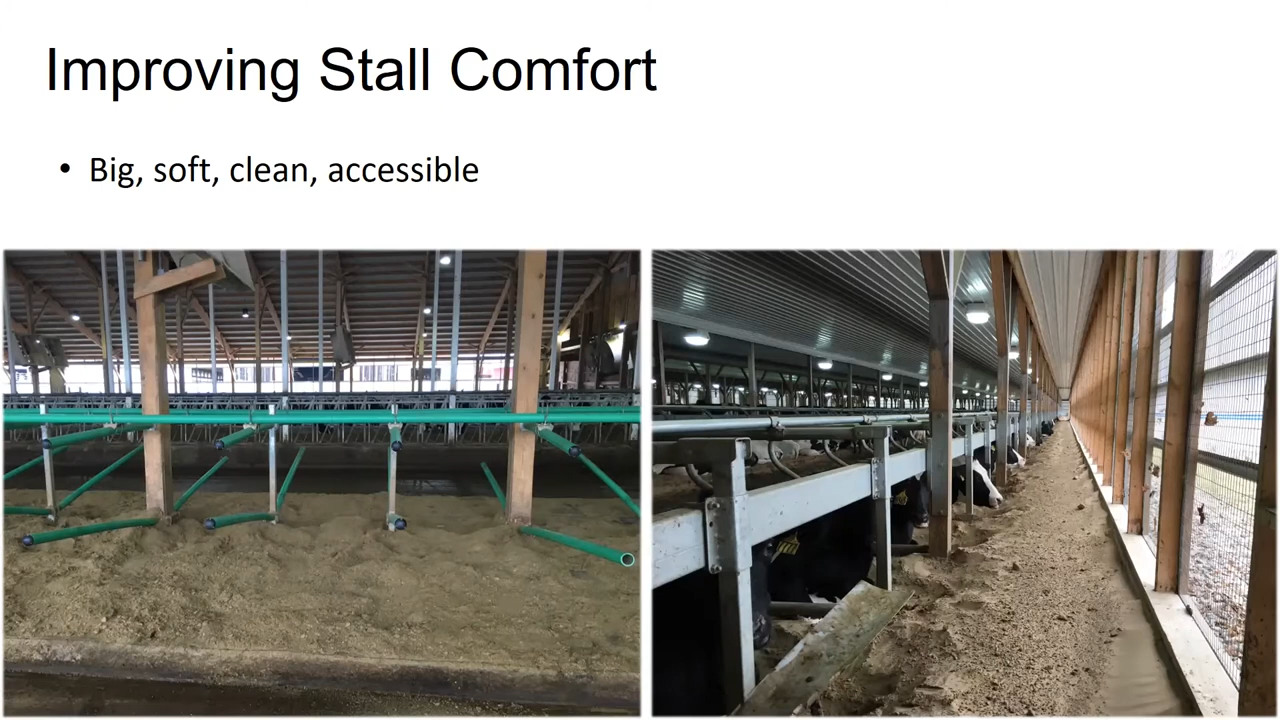 Improving Stall Comfort
• Big, soft, clean, accessible